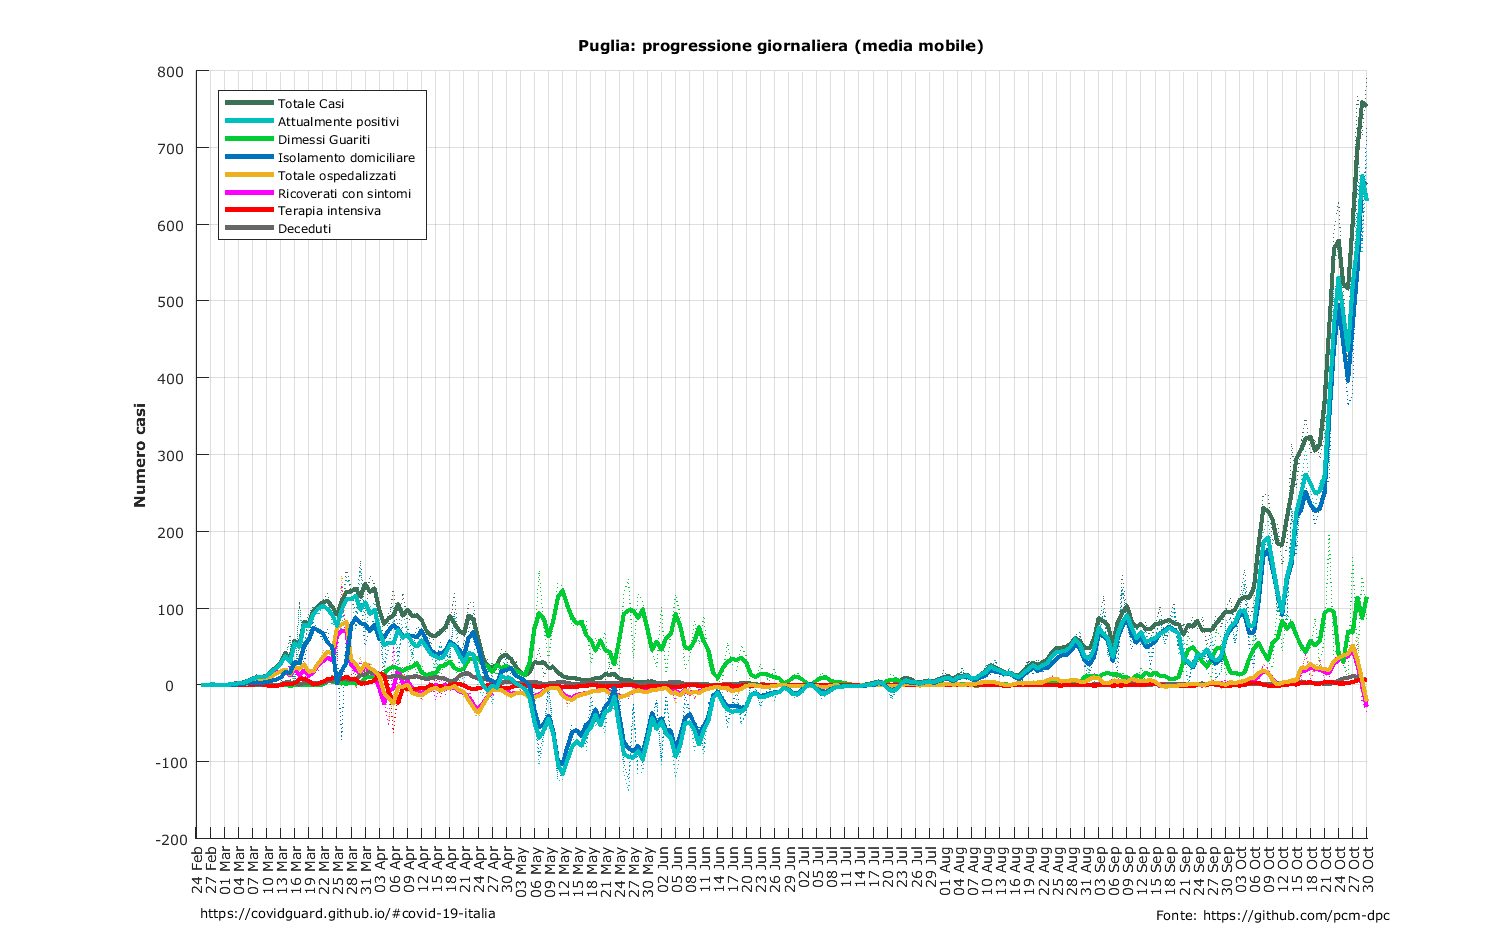 Puglia: progressione giornaliera (media mobile)
800
700
600
500
400
300
200
100
0
-100
-200
Numero casi
Totale Casi
Attualmente positivi
Dimessi Guariti
Isolamento domiciliare
Totale ospedalizzati
Ricoverati con sintomi
Terapia intensiva
Deceduti
24 Feb
27 Feb
01 Mar
04 Mar
07 Mar
10 Mar
13 Mar
16 Mar
19 Mar
22 Mar
25 Mar
28 Mar
31 Mar
03 Apr
06 Apr
09 Apr
12 Apr
15 Apr
18 Apr
21 Apr
24 Apr
27 Apr
30 Apr
03 May
06 May
09 May
12 May
15 May
18 May
21 May
24 May
27 May
30 May
02 Jun
05 Jun
08 Jun
11 Jun
14 Jun
17 Jun
20 Jun
23 Jun
26 Jun
29 Jun
02 Jul
05 Jul
08 Jul
11 Jul
14 Jul
17 Jul
20 Jul
23 Jul
26 Jul
29 Jul
01 Aug
04 Aug
07 Aug
10 Aug
13 Aug
16 Aug
19 Aug
22 Aug
25 Aug
28 Aug
31 Aug
03 Sep
06 Sep
09 Sep
12 Sep
15 Sep
18 Sep
21 Sep
24 Sep
27 Sep
30 Sep
03 Oct
06 Oct
09 Oct
12 Oct
15 Oct
18 Oct
21 Oct
24 Oct
27 Oct
30 Oct
https://covidguard.github.io/#covid-19-italia
Fonte: https://github.com/pcm-dpc